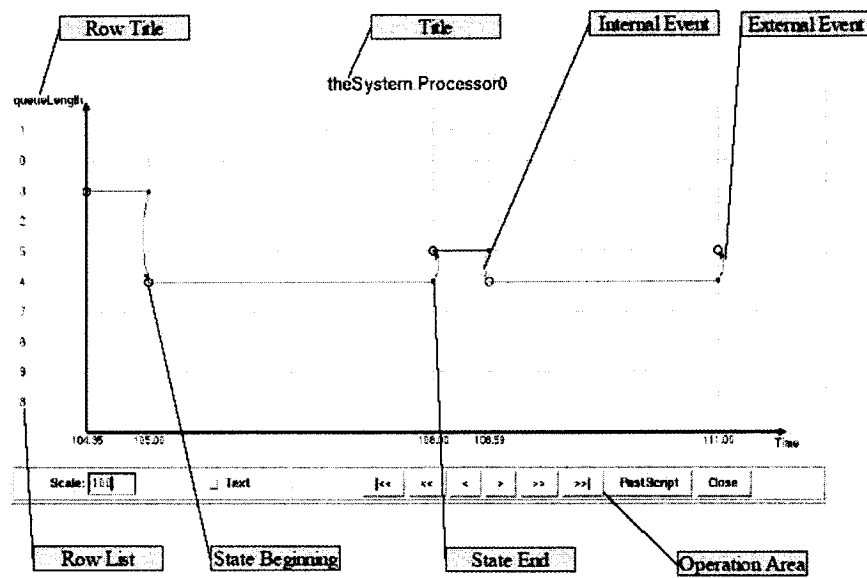 Row Title
Title
Internal Event
External Event
theSystem.Processor0
queueLength
1
0
3
2
5
4
7
6
9
8
104.35 105.00 108.00 108.59 111.00 Time
Scale: 100 Text |<< << < > >> >>| PostScript Close
Row List
State Beginning
State End
Operation Area